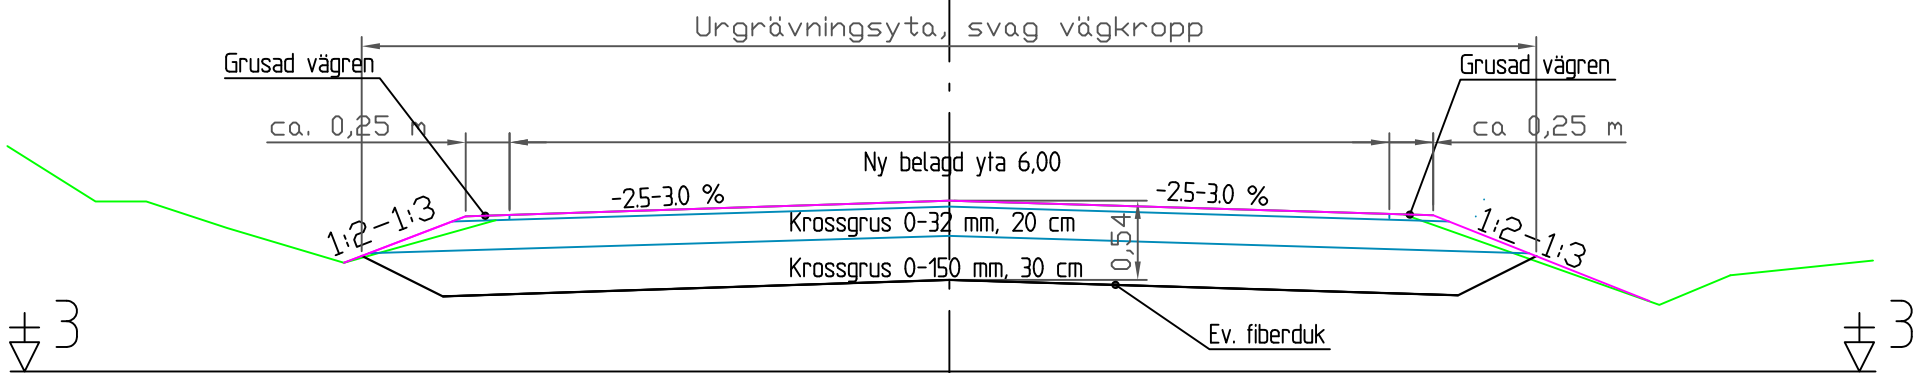 Urgrävningsyta, svag vägkropp
Grusad vägren
Grusad vägren
ca. 0,25 m
ca 0,25 m
Ny belagd yta 6,00
-2.5-3.0 %
-2.5-3.0 %
1:2-1:3
1:2-1:3
Krossgrus 0-32 mm, 20 cm
0,54
Krossgrus 0-150 mm, 30 cm
Ev. fiberduk
+ 3
+ 3